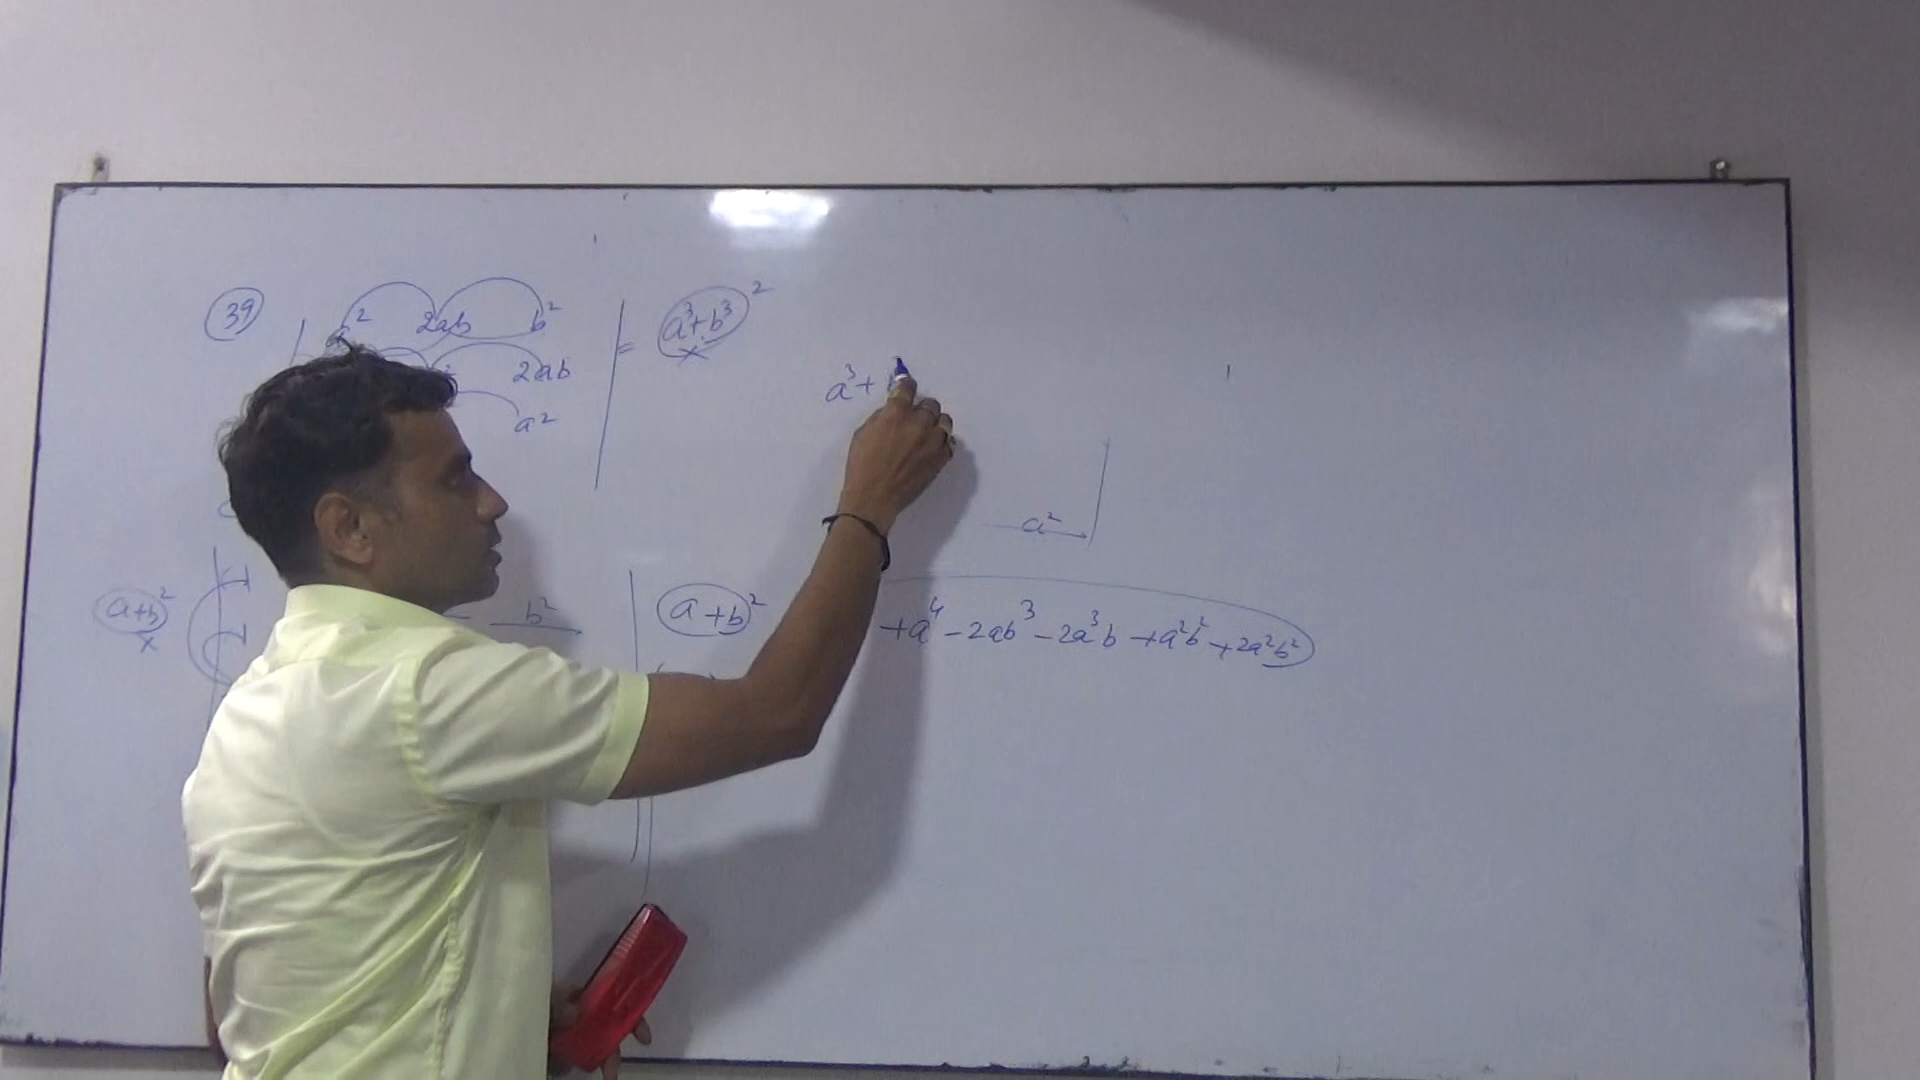 39 a² 2ab b² = (a³+b³)²
2ab
a³+
a²
a²
(a+b)² b² (a+b)² +a⁴-2ab³-2a³b+a²b²+2a²b²